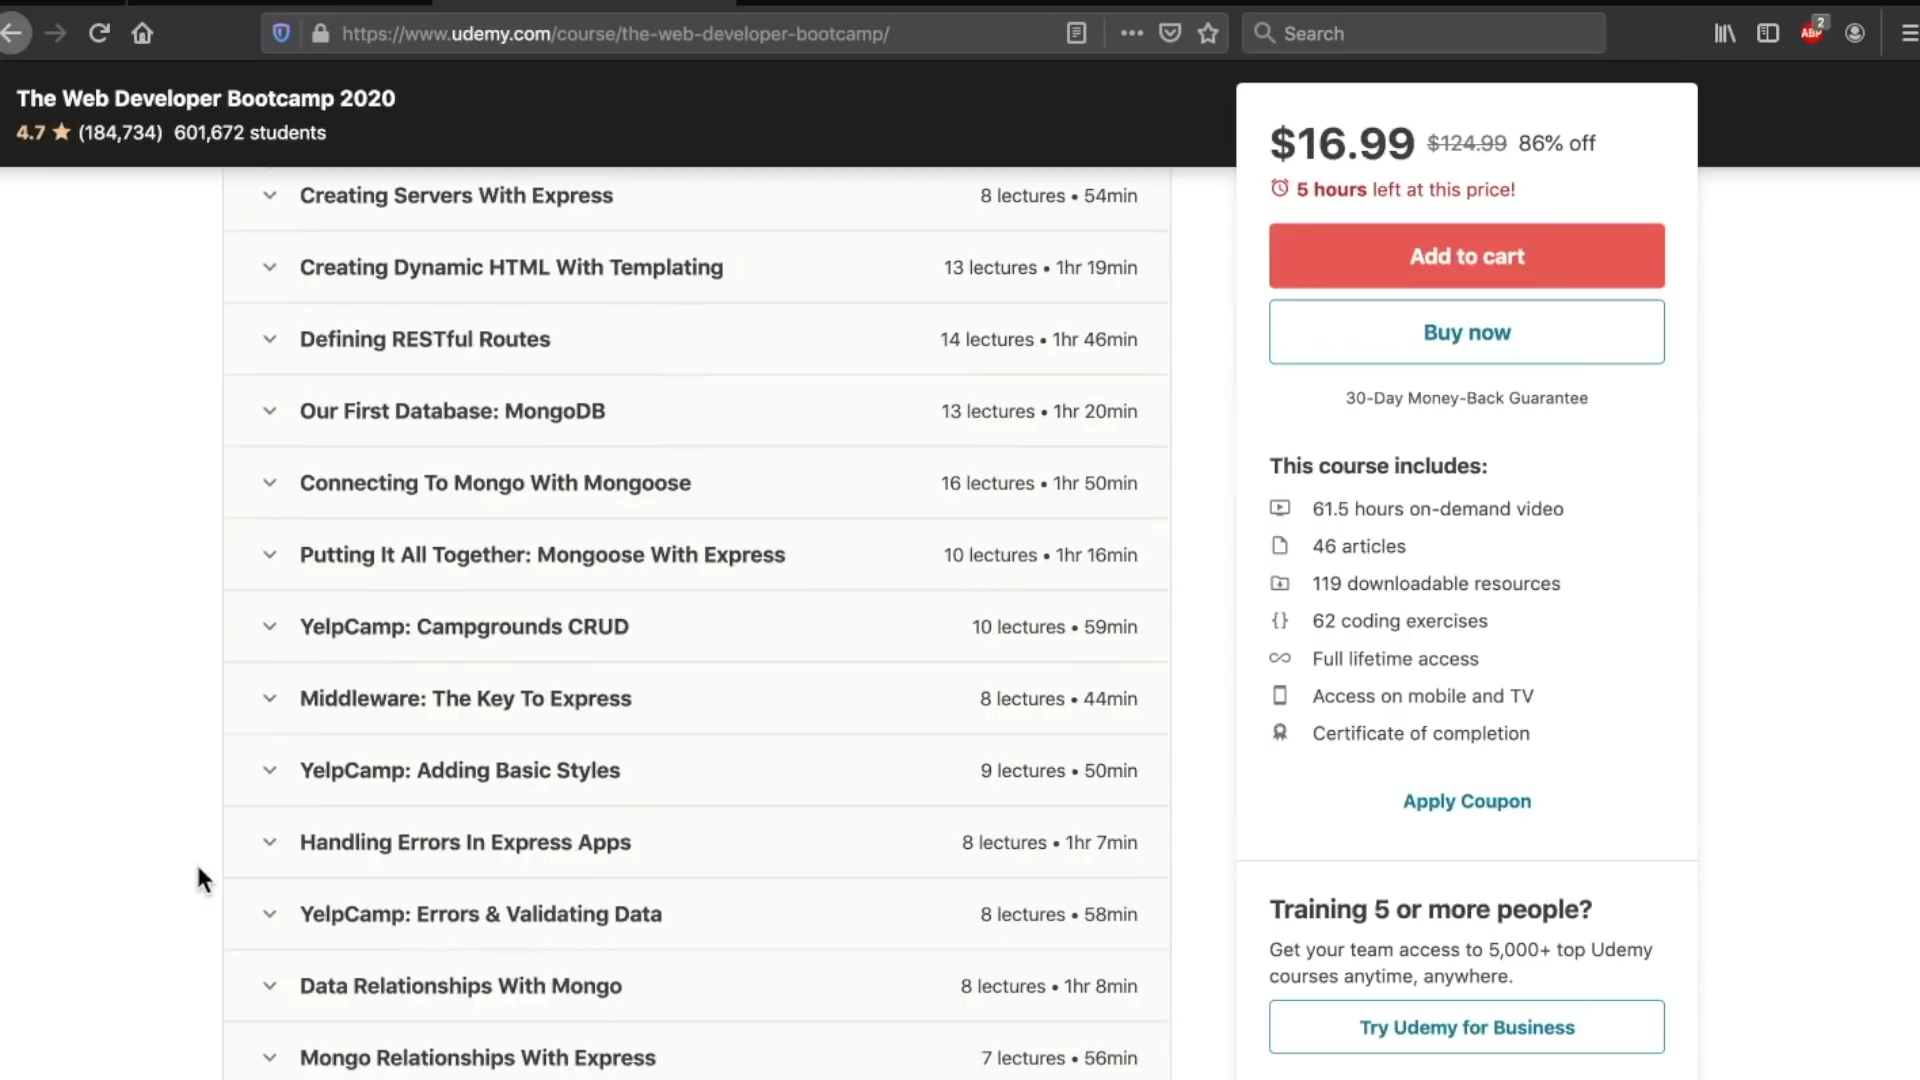 https://www.udemy.com/course/the-web-developer-bootcamp/
Search
ABP
2
The Web Developer Bootcamp 2020
4.7 ★ (184,734) 601,672 students
Creating Servers With Express 8 lectures • 54min
Creating Dynamic HTML With Templating 13 lectures • 1hr 19min
Defining RESTful Routes 14 lectures • 1hr 46min
Our First Database: MongoDB 13 lectures • 1hr 20min
Connecting To Mongo With Mongoose 16 lectures • 1hr 50min
Putting It All Together: Mongoose With Express 10 lectures • 1hr 16min
YelpCamp: Campgrounds CRUD 10 lectures • 59min
Middleware: The Key To Express 8 lectures • 44min
YelpCamp: Adding Basic Styles 9 lectures • 50min
Handling Errors In Express Apps 8 lectures • 1hr 7min
YelpCamp: Errors & Validating Data 8 lectures • 58min
Data Relationships With Mongo 8 lectures • 1hr 8min
Mongo Relationships With Express 7 lectures • 56min
$16.99 $124.99 86% off
5 hours left at this price!
Add to cart
Buy now
30-Day Money-Back Guarantee
This course includes:
61.5 hours on-demand video
46 articles
119 downloadable resources
{} 62 coding exercises
Full lifetime access
Access on mobile and TV
Certificate of completion
Apply Coupon
Training 5 or more people?
Get your team access to 5,000+ top Udemy
courses anytime, anywhere.
Try Udemy for Business